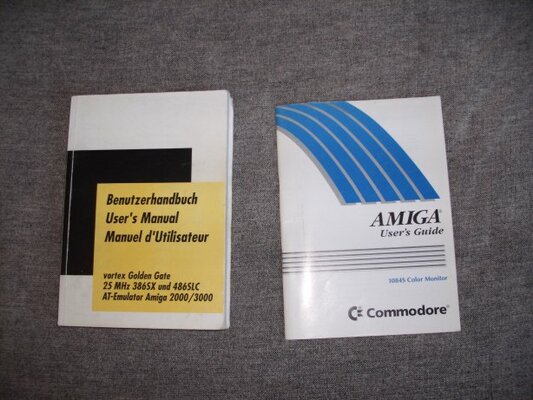 Benutzerhandbuch
User's Manual
Manuel d'Utilisateur
vortex Golden Gate
25 MHz 386SX und 486SLC
AT-Emulator Amiga 2000/3000
AMIGA®
User's Guide
1084S Color Monitor
Commodore®